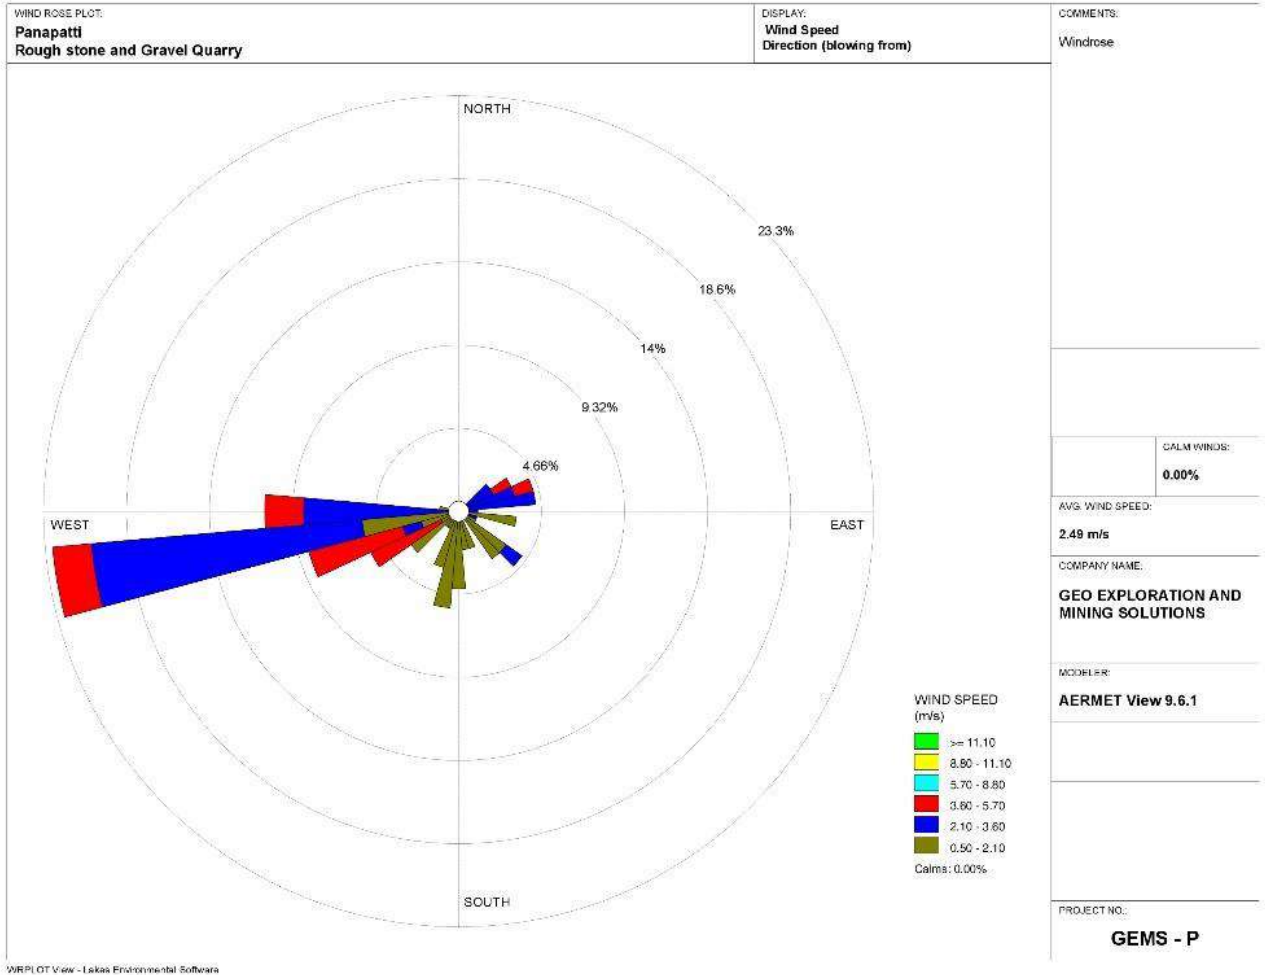 WIND ROSE PLOT:
Panapatti
Rough stone and Gravel Quarry
DISPLAY:
Wind Speed
Direction (blowing from)
COMMENTS:
Windrose
NORTH
23.3%
18.6%
14%
9.32%
4.66%
WEST
EAST
SOUTH
WIND SPEED
(m/s)
>= 11.10
8.80 - 11.10
5.70 - 8.80
3.60 - 5.70
2.10 - 3.60
0.50 - 2.10
Calms: 0.00%
CALM WINDS:
0.00%
AVG. WIND SPEED:
2.49 m/s
COMPANY NAME:
GEO EXPLORATION AND
MINING SOLUTIONS
MODELER:
AERMET View 9.6.1
PROJECT NO.:
GEMS - P
WRPLOT View - Lakes Environmental Software